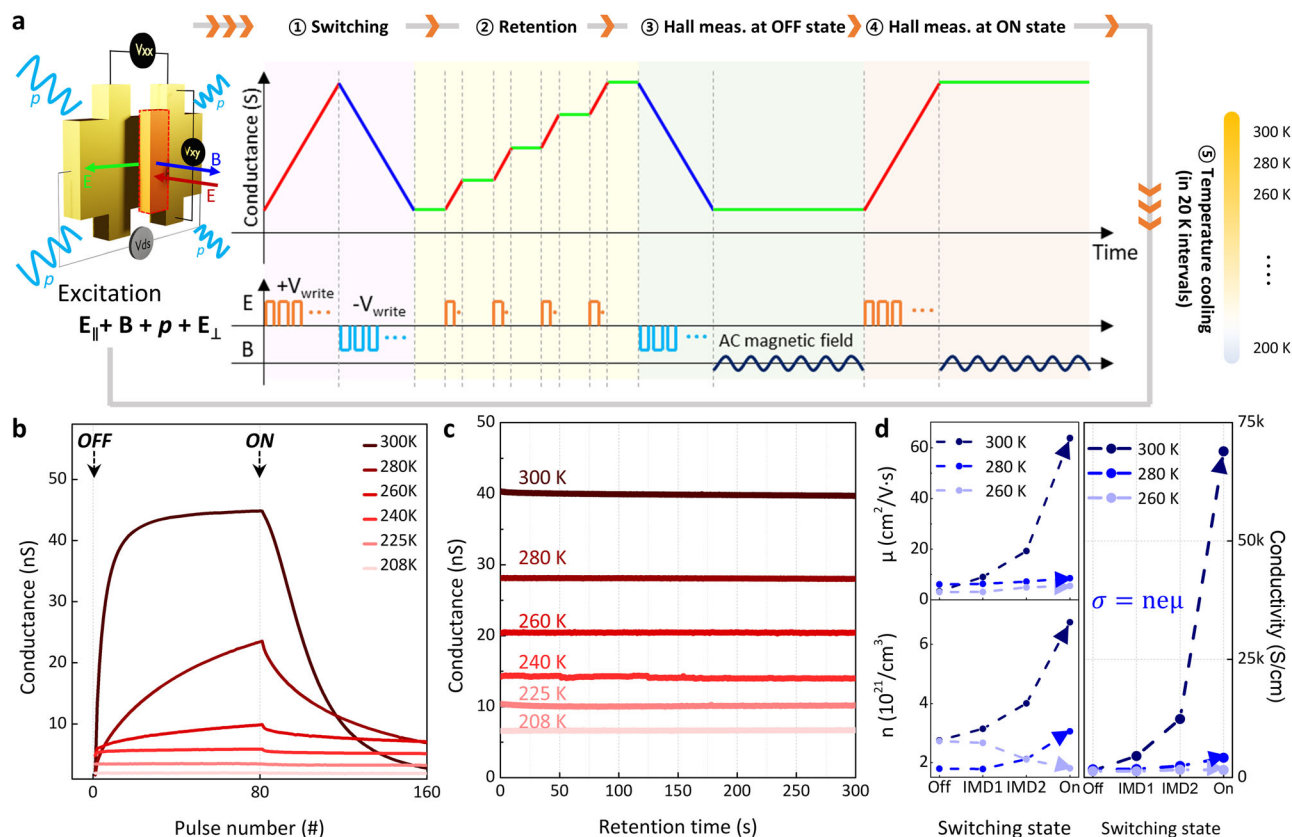 a
① Switching
② Retention
③ Hall meas. at OFF state
④ Hall meas. at ON state
Vxx
p
p
Vxy
B
E
E
Vds
p
p
Excitation
E∥ + B + p + E⊥
Conductance (S)
Time
E
+Vwrite
-Vwrite
B
AC magnetic field
⑤ Temperature cooling
(in 20 K intervals)
300 K
280 K
260 K
200 K
b
OFF
ON
300K
280K
260K
240K
225K
208K
Conductance (nS)
50
40
30
20
10
0
80
160
Pulse number (#)
c
Conductance (nS)
50
40
30
20
10
0
300 K
280 K
260 K
240 K
225 K
208 K
0
50
100
150
200
250
300
Retention time (s)
d
μ (cm²/V·s)
60
40
20
0
300 K
280 K
260 K
n (10²¹/cm³)
6
4
2
Off
IMD1
IMD2
On
Switching state
300 K
280 K
260 K
σ = neμ
75k
50k
25k
0
Conductivity (S/cm)
Off
IMD1
IMD2
On
Switching state